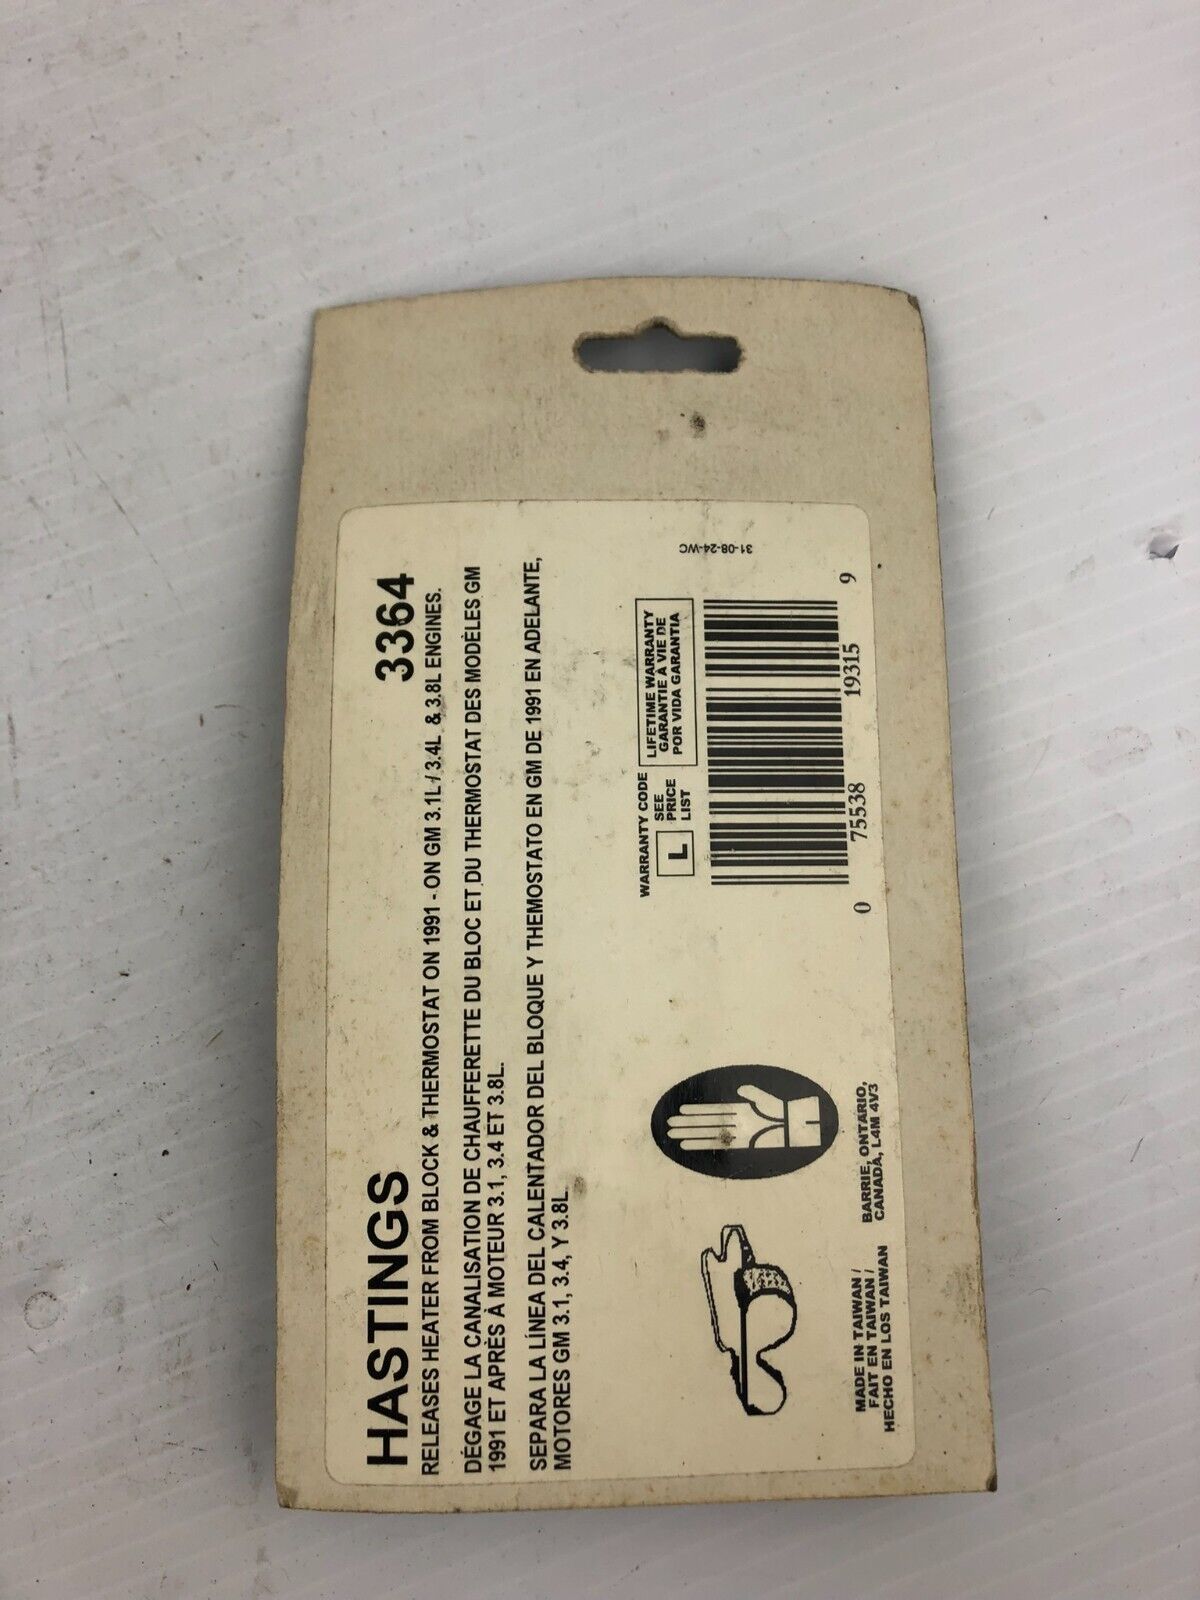 HASTINGS 3364
RELEASES HEATER FROM BLOCK & THERMOSTAT ON 1991 - ON GM 3.1L / 3.4L & 3.8L ENGINES.
DÉGAGE LA CANALISATION DE CHAUFFERETTE DU BLOC ET DU THERMOSTAT DES MODÈLES GM
1991 ET APRÈS À MOTEUR 3.1, 3.4 ET 3.8L.
SEPARA LA LÍNEA DEL CALENTADOR DEL BLOQUE Y THEMOSTATO EN GM DE 1991 EN ADELANTE,
MOTORES GM 3.1, 3.4, Y 3.8L.
WARRANTY CODE
L
SEE
PRICE
LIST
LIFETIME WARRANTY
GARANTIE À VIE DE
POR VIDA GARANTIA
31-08-24-WC
0 75538 19315 9
MADE IN TAIWAN /
FAIT EN TAIWAN /
HECHO EN LOS TAIWAN
BARRIE, ONTARIO,
CANADA, L4M 4V3